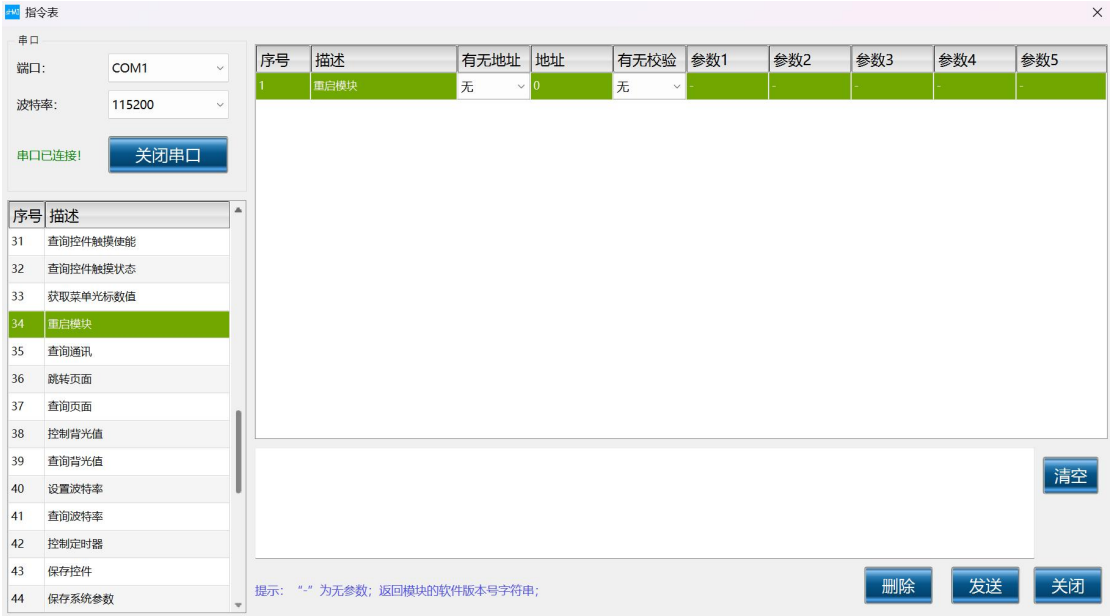 指令表
串口
端口: COM1
波特率: 115200
串口已连接! 关闭串口
序号 描述
31 查询控件触摸使能
32 查询控件触摸状态
33 获取菜单光标数值
34 重启模块
35 查询通讯
36 跳转页面
37 查询页面
38 控制背光值
39 查询背光值
40 设置波特率
41 查询波特率
42 控制定时器
43 保存控件
44 保存系统参数
序号 描述 有无地址 地址 有无校验 参数1 参数2 参数3 参数4 参数5
1 重启模块 无 0 无 - - - - -
清空
提示: “-”为无参数; 返回模块的软件版本号字符串;
删除 发送 关闭